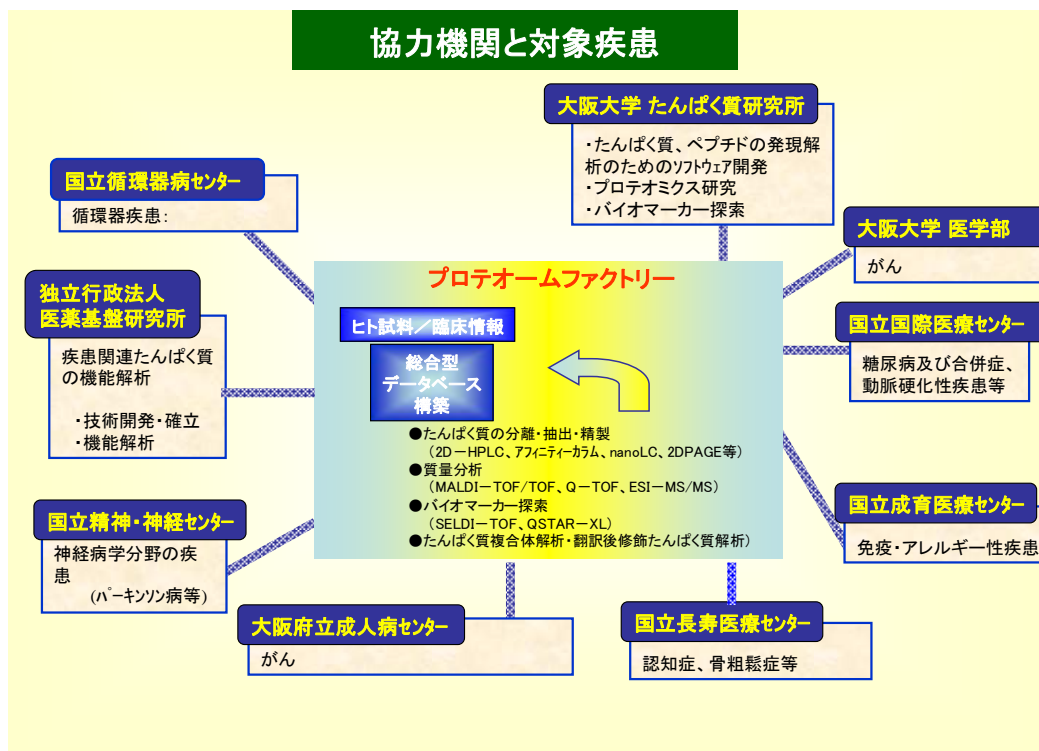 協力機関と対象疾患
大阪大学 たんぱく質研究所
・たんぱく質、ペプチドの発現解
析のためのソフトウェア開発
・プロテオミクス研究
・バイオマーカー探索
国立循環器病センター
循環器疾患：
大阪大学 医学部
がん
独立行政法人
医薬基盤研究所
疾患関連たんぱく質
の機能解析
・技術開発・確立
・機能解析
プロテオームファクトリー
ヒト試料／臨床情報
総合型
データベース
構築
●たんぱく質の分離・抽出・精製
（2D－HPLC、アフィニティーカラム、nanoLC、2DPAGE等）
●質量分析
（MALDI－TOF/TOF、Q－TOF、ESI－MS/MS）
●バイオマーカー探索
（SELDI－TOF、QSTAR－XL）
●たんぱく質複合体解析・翻訳後修飾たんぱく質解析）
国立国際医療センター
糖尿病及び合併症、
動脈硬化性疾患等
国立成育医療センター
免疫・アレルギー性疾患
国立精神・神経センター
神経病学分野の疾
患
（パーキンソン病等）
大阪府立成人病センター
がん
国立長寿医療センター
認知症、骨粗鬆症等